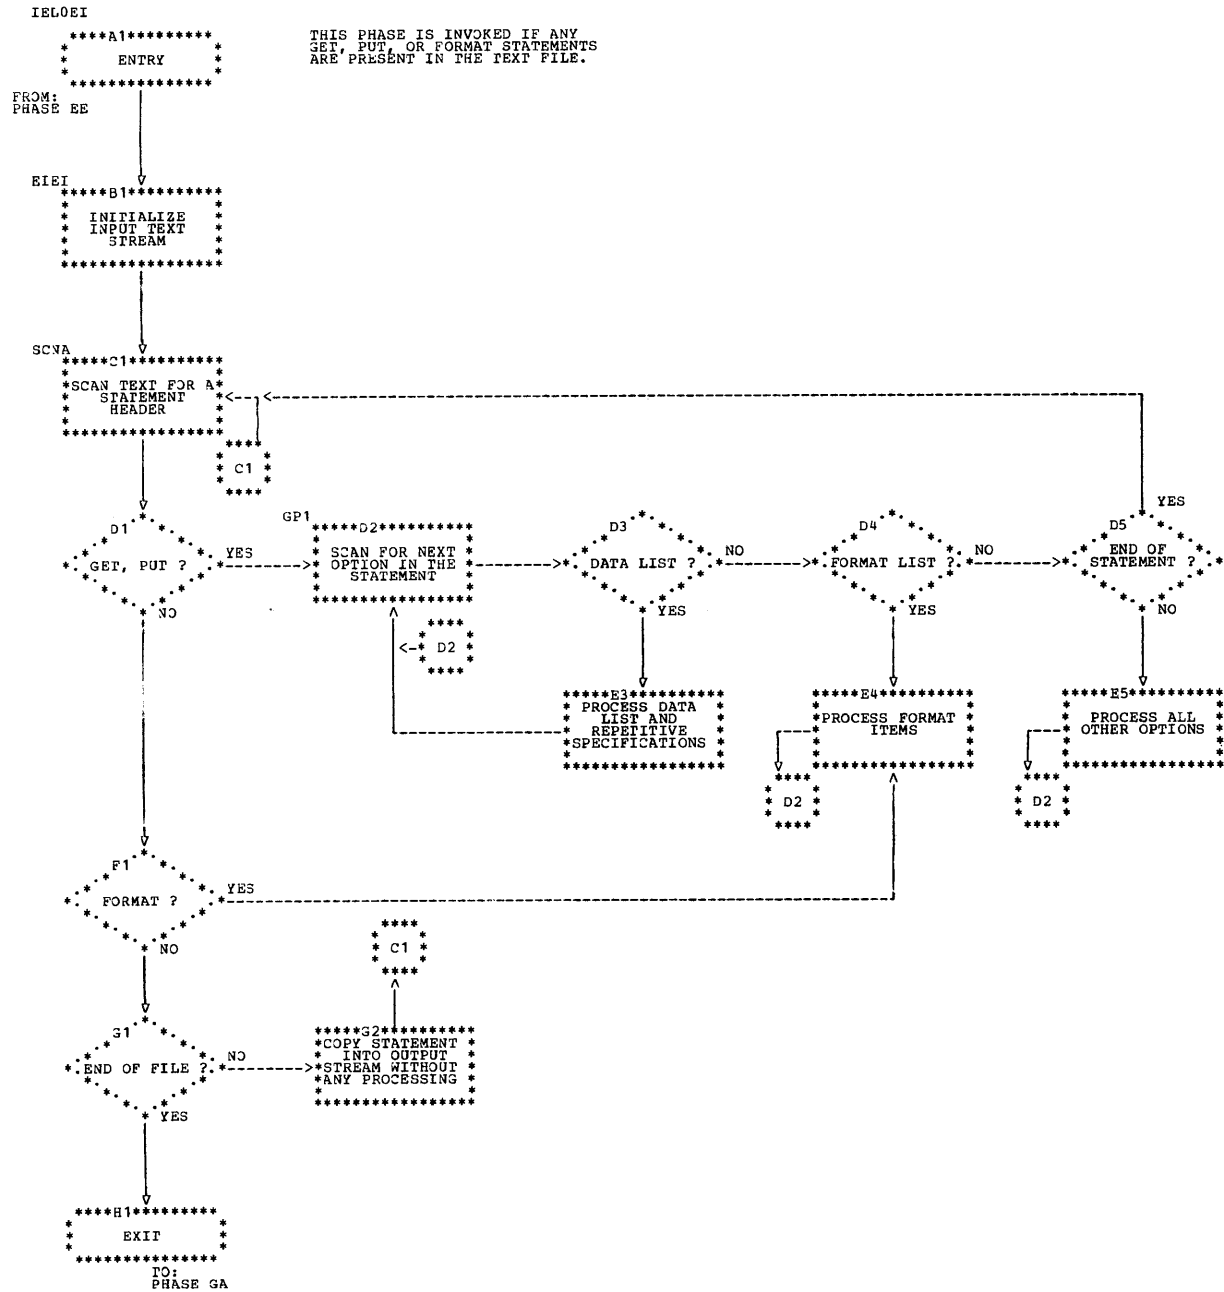 IEL0EI
A1
ENTRY
THIS PHASE IS INVOKED IF ANY
GET, PUT, OR FORMAT STATEMENTS
ARE PRESENT IN THE TEXT FILE.
FROM:
PHASE EE
EIEI
B1
INITIALIZE
INPUT TEXT
STREAM
SCNA
C1
SCAN TEXT FOR A
STATEMENT
HEADER
C1
D1
GET, PUT ?
YES
NO
GP1
D2
SCAN FOR NEXT
OPTION IN THE
STATEMENT
D2
D3
DATA LIST ?
NO
YES
D4
FORMAT LIST ?
NO
YES
D5
END OF
STATEMENT ?
YES
NO
E3
PROCESS DATA
LIST AND
REPETITIVE
SPECIFICATIONS
E4
PROCESS FORMAT
ITEMS
D2
E5
PROCESS ALL
OTHER OPTIONS
D2
F1
FORMAT ?
YES
NO
C1
G1
END OF FILE ?
NO
YES
G2
COPY STATEMENT
INTO OUTPUT
STREAM WITHOUT
ANY PROCESSING
H1
EXIT
TO:
PHASE GA